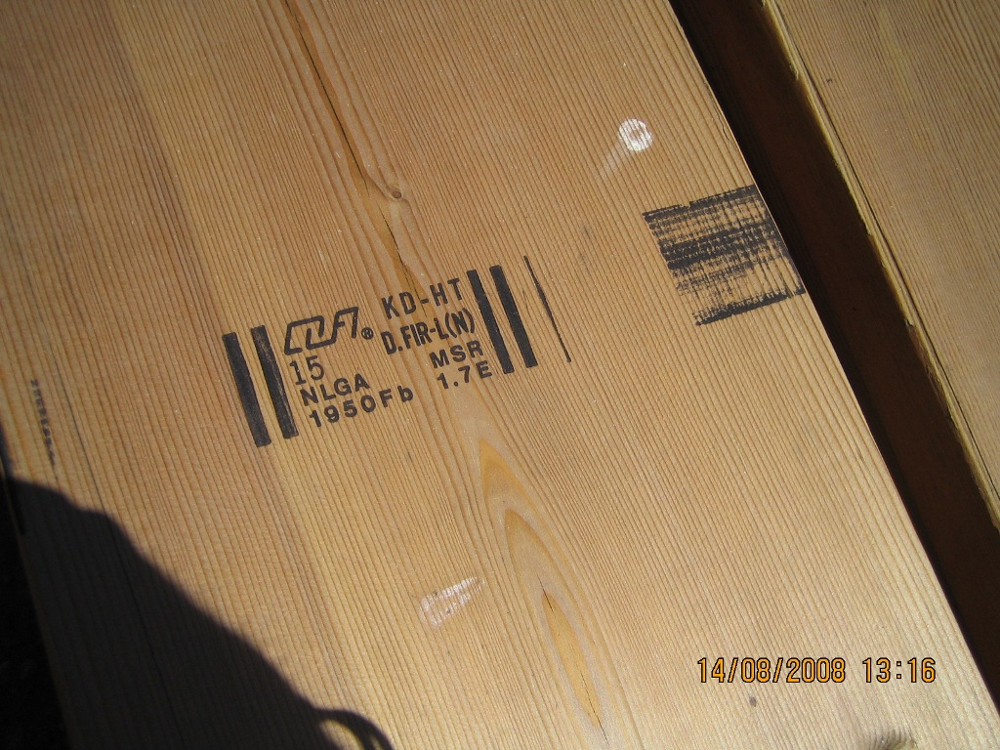 KD-HT
D.FIR-L(N)
15
NLGA MSR
1950Fb 1.7E
14/08/2008 13:16